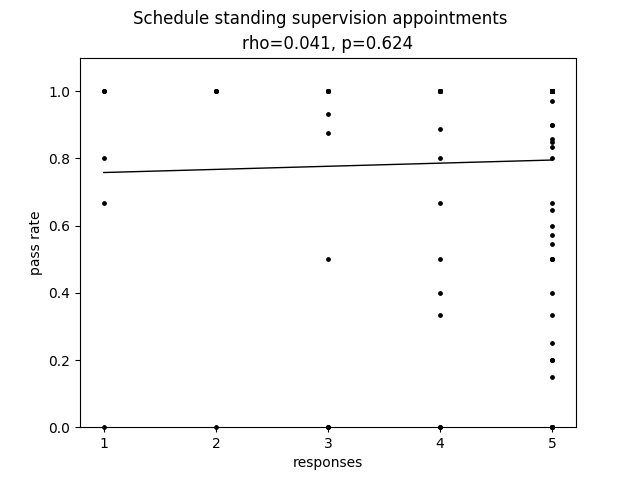 Schedule standing supervision appointments
rho=0.041, p=0.624
1.0
0.8
0.6
0.4
0.2
0.0
pass rate
1 2 3 4 5
responses